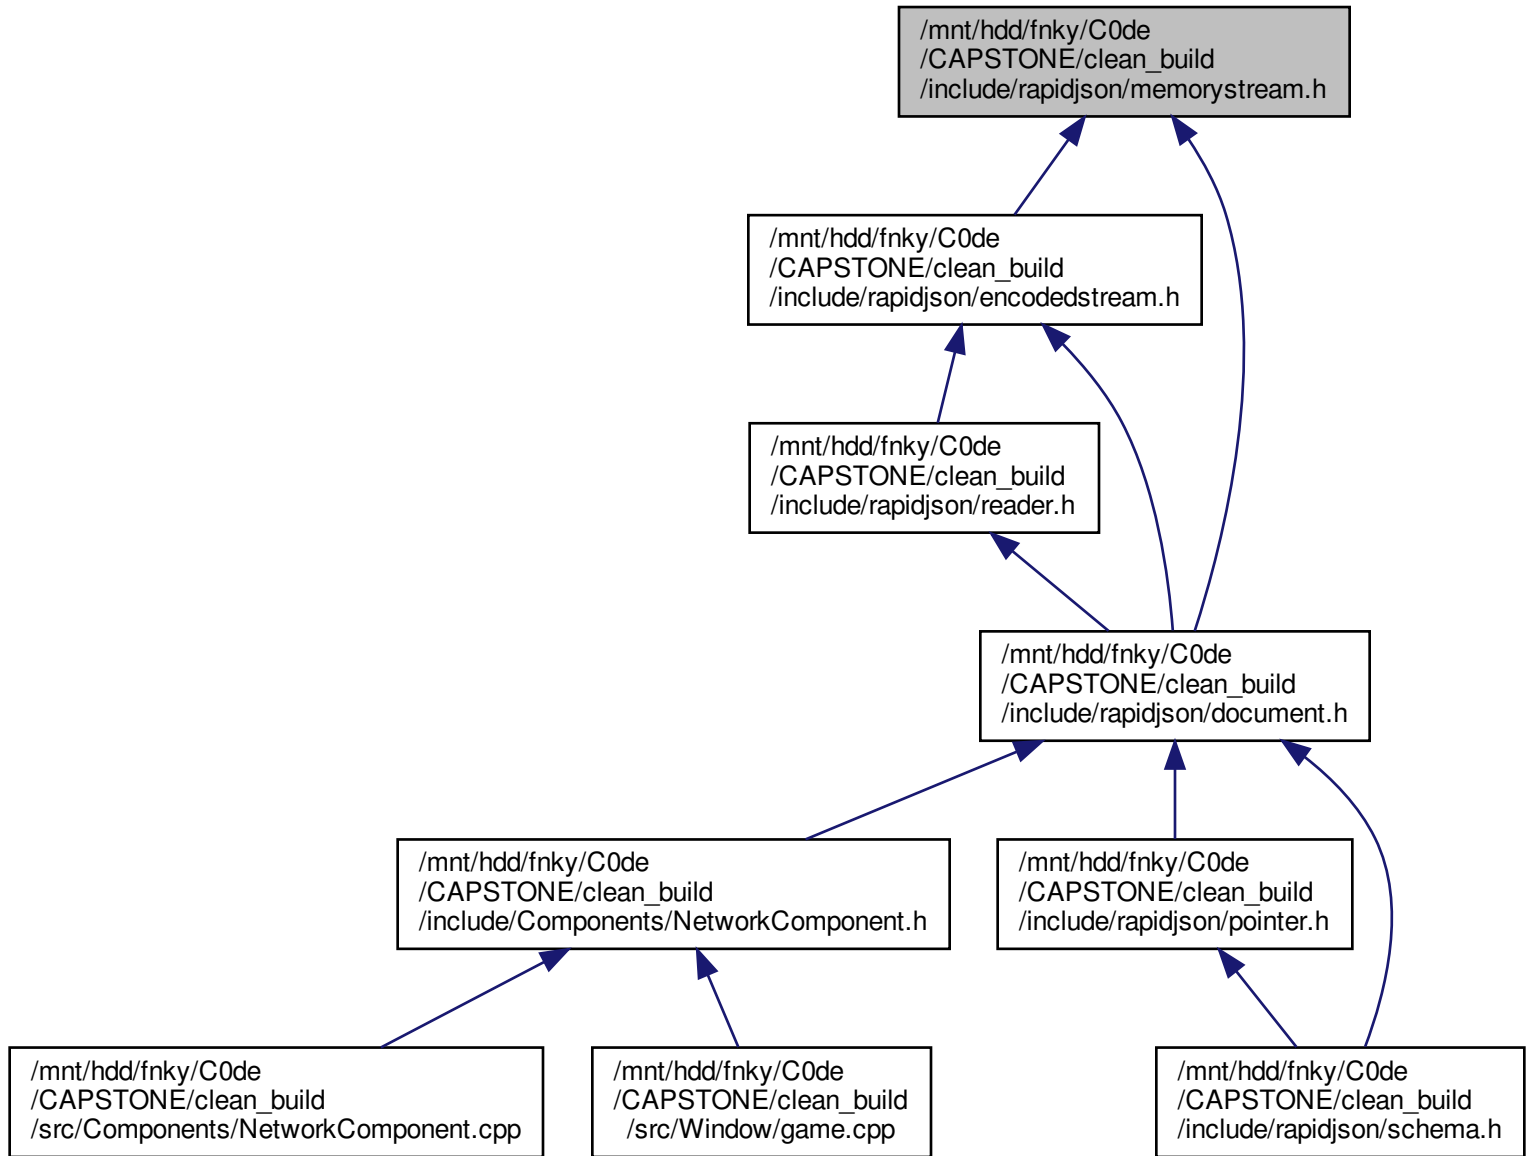 /mnt/hdd/fnky/C0de
/CAPSTONE/clean_build
/include/rapidjson/memorystream.h
/mnt/hdd/fnky/C0de
/CAPSTONE/clean_build
/include/rapidjson/encodedstream.h
/mnt/hdd/fnky/C0de
/CAPSTONE/clean_build
/include/rapidjson/reader.h
/mnt/hdd/fnky/C0de
/CAPSTONE/clean_build
/include/rapidjson/document.h
/mnt/hdd/fnky/C0de
/CAPSTONE/clean_build
/include/Components/NetworkComponent.h
/mnt/hdd/fnky/C0de
/CAPSTONE/clean_build
/include/rapidjson/pointer.h
/mnt/hdd/fnky/C0de
/CAPSTONE/clean_build
/src/Components/NetworkComponent.cpp
/mnt/hdd/fnky/C0de
/CAPSTONE/clean_build
/src/Window/game.cpp
/mnt/hdd/fnky/C0de
/CAPSTONE/clean_build
/include/rapidjson/schema.h